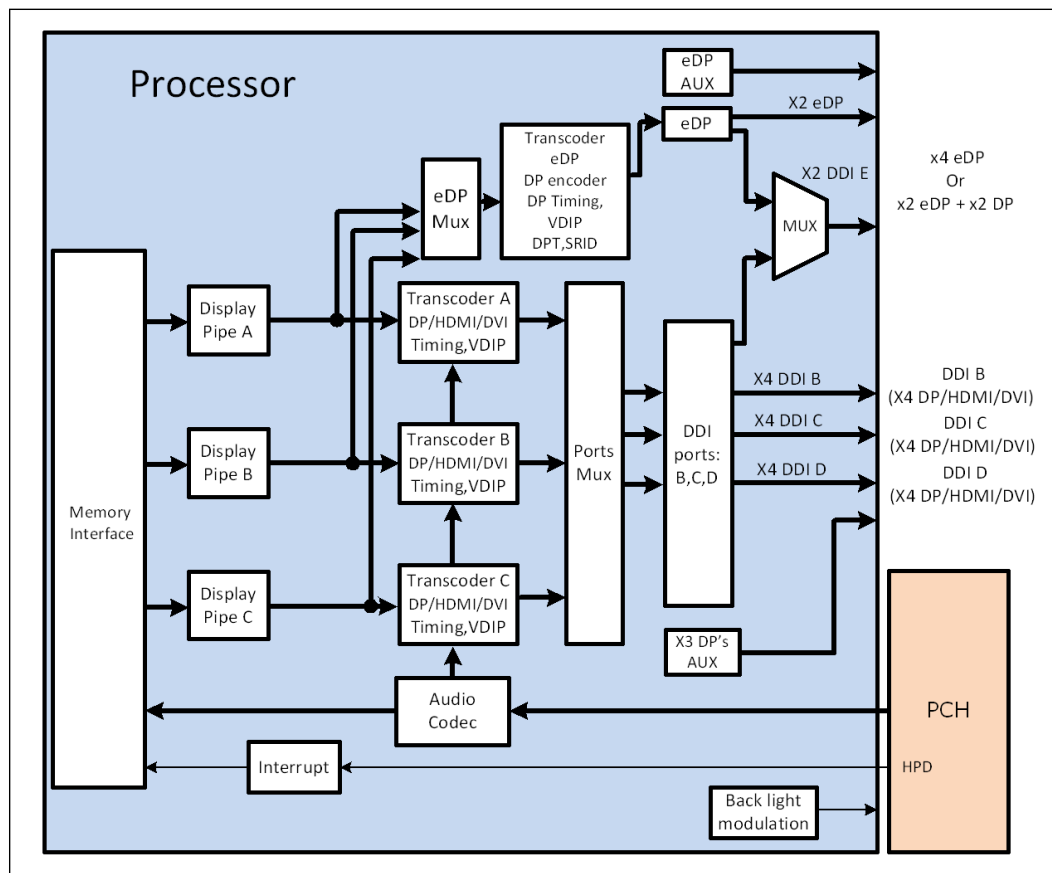 Processor
eDP
AUX
X2 eDP
eDP
Transcoder
eDP
DP encoder
DP Timing,
VDIP
DPT,SRID
eDP
Mux
X2 DDI E
MUX
x4 eDP
Or
x2 eDP + x2 DP
Memory
Interface
Display
Pipe A
Transcoder A
DP/HDMI/DVI
Timing,VDIP
Display
Pipe B
Transcoder B
DP/HDMI/DVI
Timing,VDIP
Display
Pipe C
Transcoder C
DP/HDMI/DVI
Timing,VDIP
Ports
Mux
DDI
ports:
B,C,D
X4 DDI B
X4 DDI C
X4 DDI D
DDI B
(X4 DP/HDMI/DVI)
DDI C
(X4 DP/HDMI/DVI)
DDI D
(X4 DP/HDMI/DVI)
X3 DP's
AUX
Audio
Codec
PCH
Interrupt
HPD
Back light
modulation